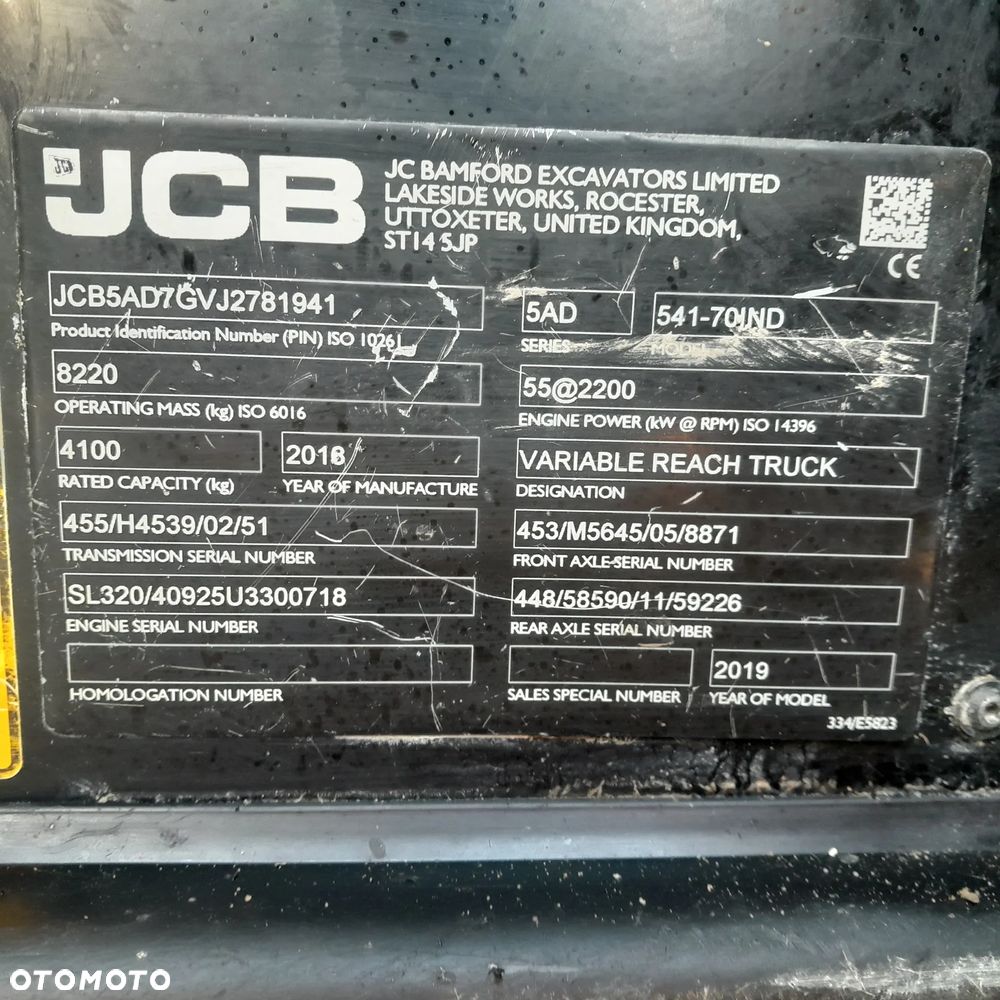 JCB
JC BAMFORD EXCAVATORS LIMITED
LAKESIDE WORKS, ROCESTER,
UTTOXETER, UNITED KINGDOM,
ST14 5JP
CE
JCB5AD7GVJ2781941
Product Identification Number (PIN) ISO 10261
5AD
SERIES
541-70IND
MODEL
8220
OPERATING MASS (kg) ISO 6016
55@2200
ENGINE POWER (kW @ RPM) ISO 14396
4100
RATED CAPACITY (kg)
2018
YEAR OF MANUFACTURE
VARIABLE REACH TRUCK
DESIGNATION
455/H4539/02/51
TRANSMISSION SERIAL NUMBER
453/M5645/05/8871
FRONT AXLE-SERIAL NUMBER
SL320/40925U3300718
ENGINE SERIAL NUMBER
448/58590/11/59226
REAR AXLE SERIAL NUMBER
HOMOLOGATION NUMBER
SALES SPECIAL NUMBER
2019
YEAR OF MODEL
334/E5823
OTOMOTO